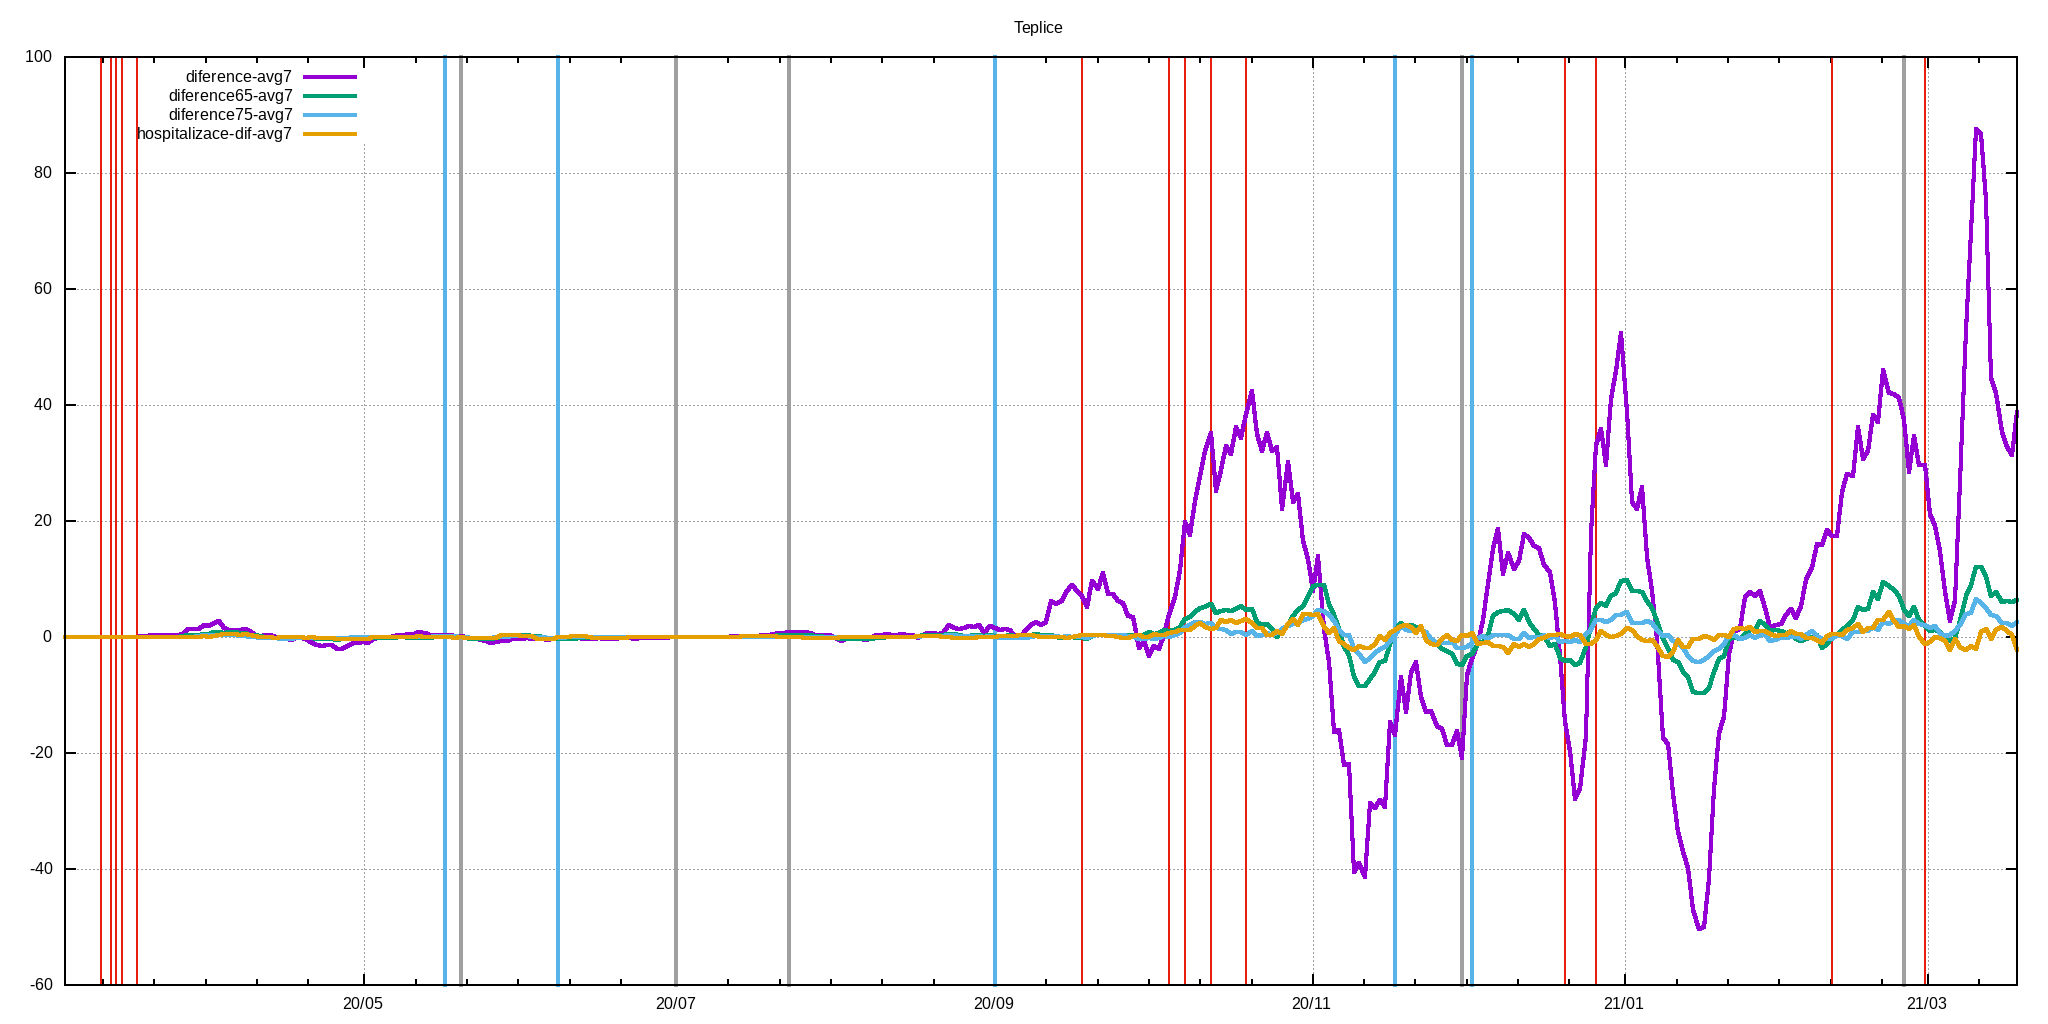 Teplice
diference-avg7
diference65-avg7
diference75-avg7
hospitalizace-dif-avg7
100
80
60
40
20
0
-20
-40
-60
20/05 20/07 20/09 20/11 21/01 21/03